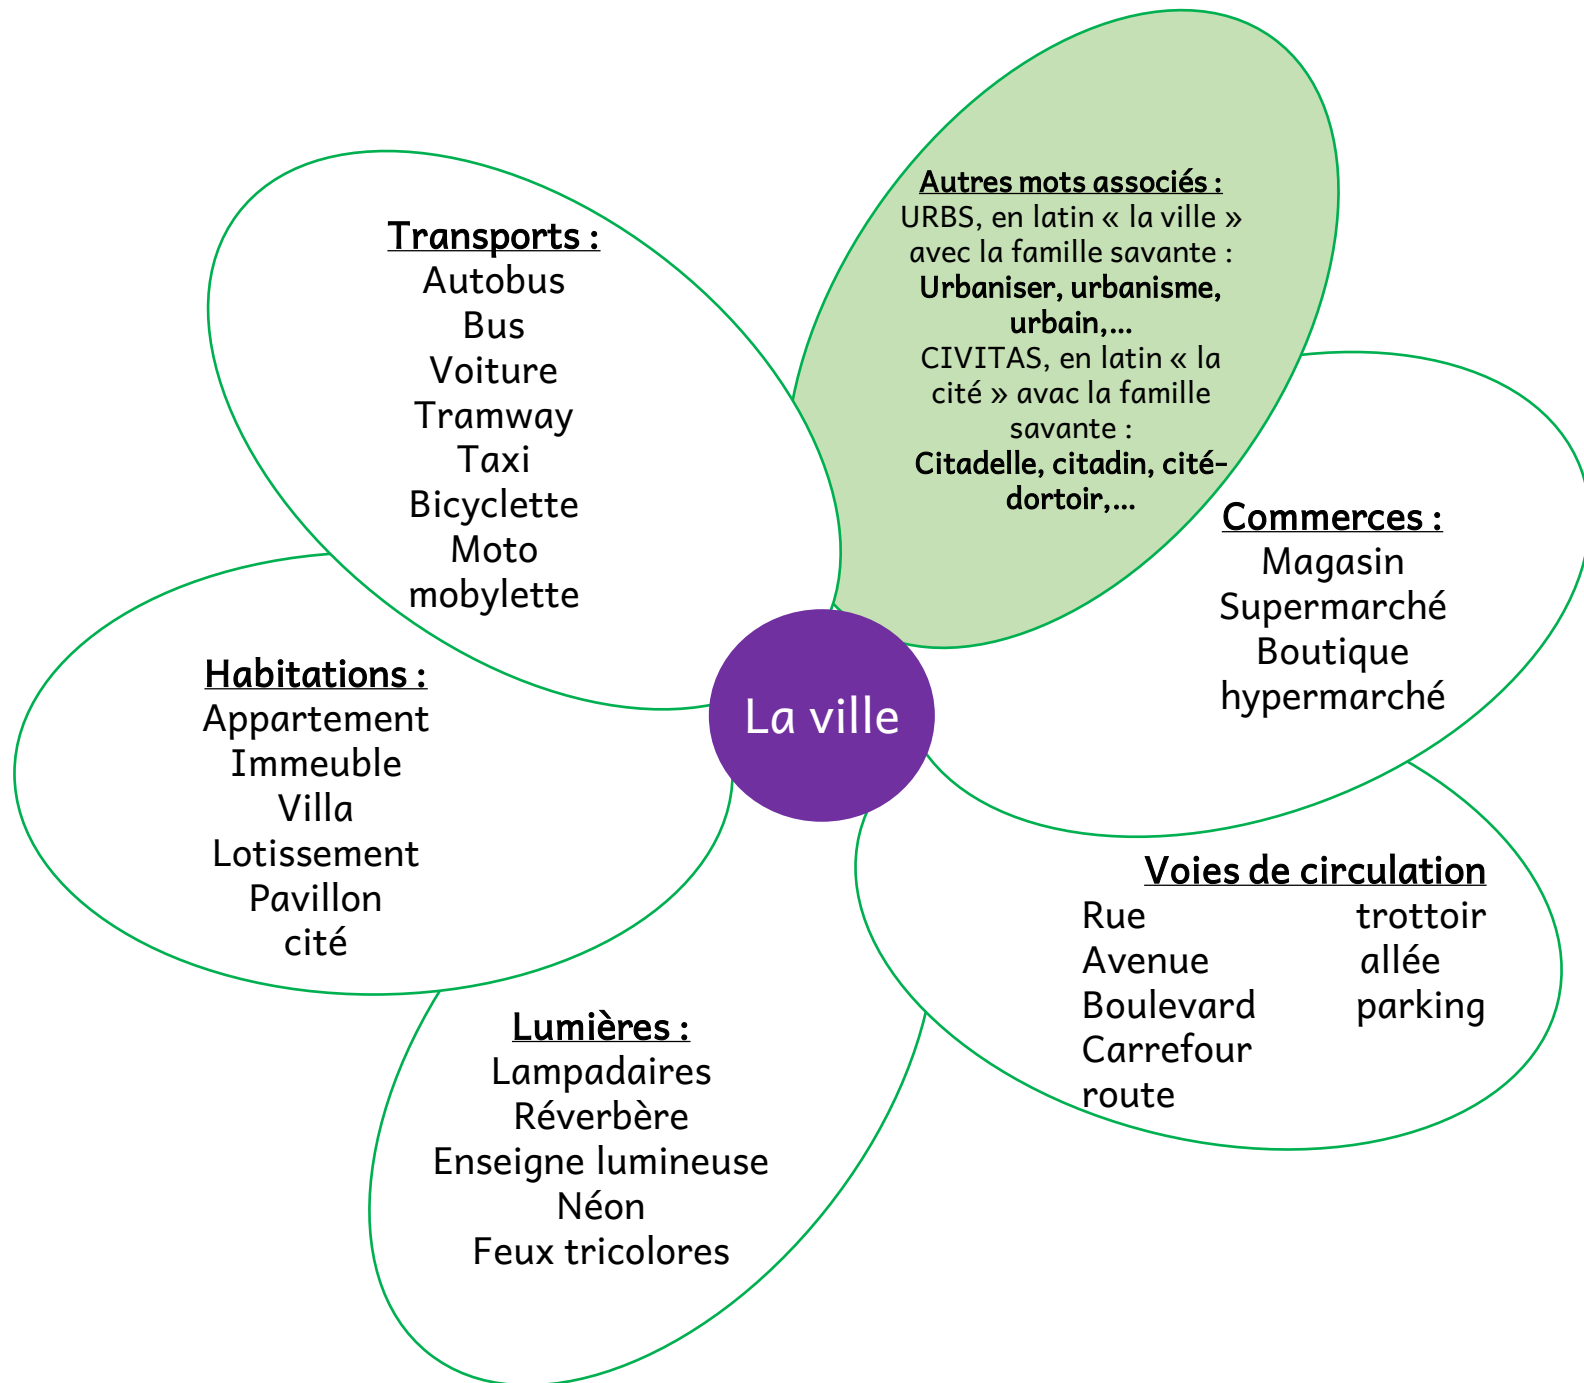 Autres mots associés :
URBS, en latin « la ville »
avec la famille savante :
Urbaniser, urbanisme,
urbain,...
CIVITAS, en latin « la
cité » avac la famille
savante :
Citadelle, citadin, cité-
dortoir,...
Transports :
Autobus
Bus
Voiture
Tramway
Taxi
Bicyclette
Moto
mobylette
Commerces :
Magasin
Supermarché
Boutique
hypermarché
La ville
Habitations :
Appartement
Immeuble
Villa
Lotissement
Pavillon
cité
Voies de circulation
Rue
Avenue
Boulevard
Carrefour
route
trottoir
allée
parking
Lumières :
Lampadaires
Réverbère
Enseigne lumineuse
Néon
Feux tricolores